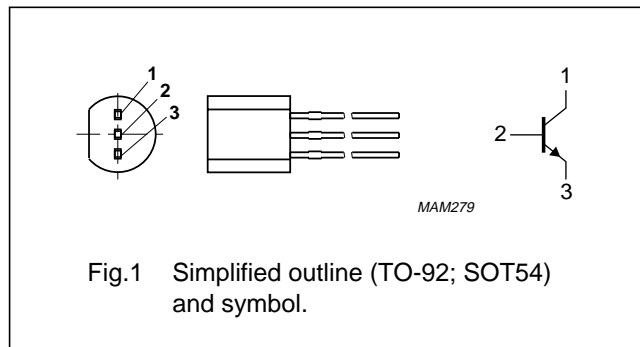 1
2
3
1
2
3
MAM279
Fig.1 Simplified outline (TO-92; SOT54)
and symbol.